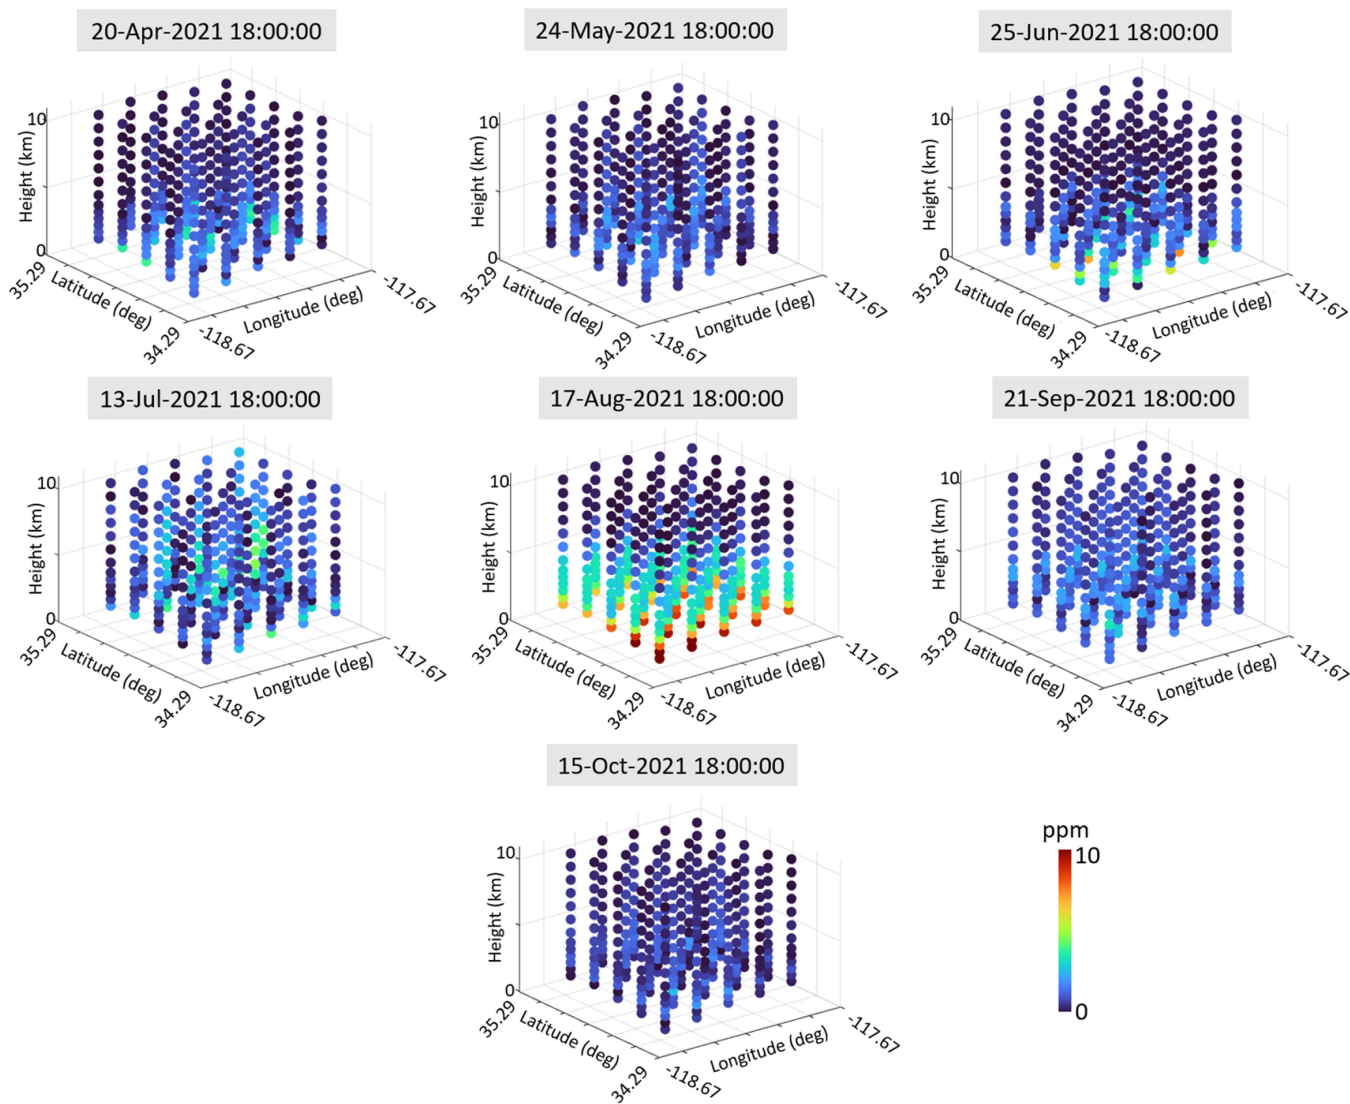 20-Apr-2021 18:00:00
24-May-2021 18:00:00
25-Jun-2021 18:00:00
10
Height (km)
0
35.29
Latitude (deg)
34.29
-118.67
Longitude (deg)
-117.67
10
Height (km)
0
35.29
Latitude (deg)
34.29
-118.67
Longitude (deg)
-117.67
10
Height (km)
0
35.29
Latitude (deg)
34.29
-118.67
Longitude (deg)
-117.67
13-Jul-2021 18:00:00
17-Aug-2021 18:00:00
21-Sep-2021 18:00:00
10
Height (km)
0
35.29
Latitude (deg)
34.29
-118.67
Longitude (deg)
-117.67
10
Height (km)
0
35.29
Latitude (deg)
34.29
-118.67
Longitude (deg)
-117.67
10
Height (km)
0
35.29
Latitude (deg)
34.29
-118.67
Longitude (deg)
-117.67
15-Oct-2021 18:00:00
10
Height (km)
0
35.29
Latitude (deg)
34.29
-118.67
Longitude (deg)
-117.67
ppm
10
0